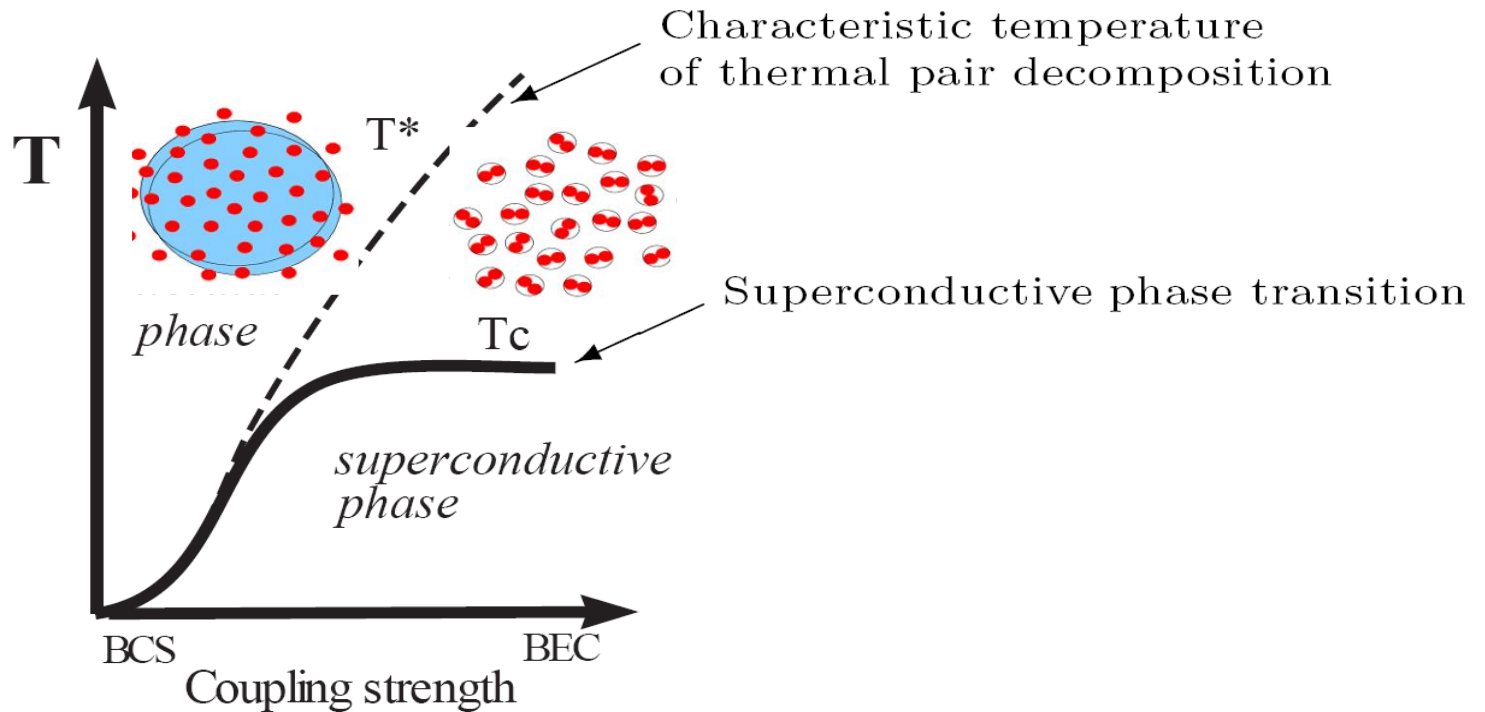 Characteristic temperature
of thermal pair decomposition
T
T*
Superconductive phase transition
phase
Tc
superconductive
phase
BCS
BEC
Coupling strength